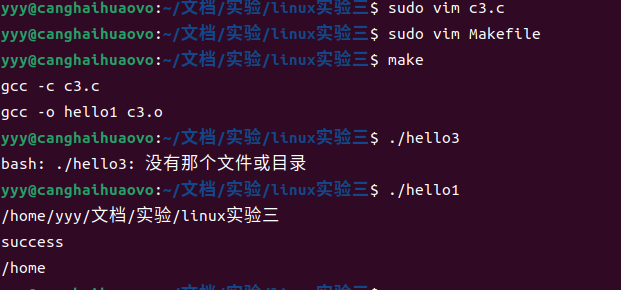 yyy@canghaihuaovo:~/文档/实验/linux实验三$ sudo vim c3.c
yyy@canghaihuaovo:~/文档/实验/linux实验三$ sudo vim Makefile
yyy@canghaihuaovo:~/文档/实验/linux实验三$ make
gcc -c c3.c
gcc -o hello1 c3.o
yyy@canghaihuaovo:~/文档/实验/linux实验三$ ./hello3
bash: ./hello3: 没有那个文件或目录
yyy@canghaihuaovo:~/文档/实验/linux实验三$ ./hello1
/home/yyy/文档/实验/linux实验三
success
/home